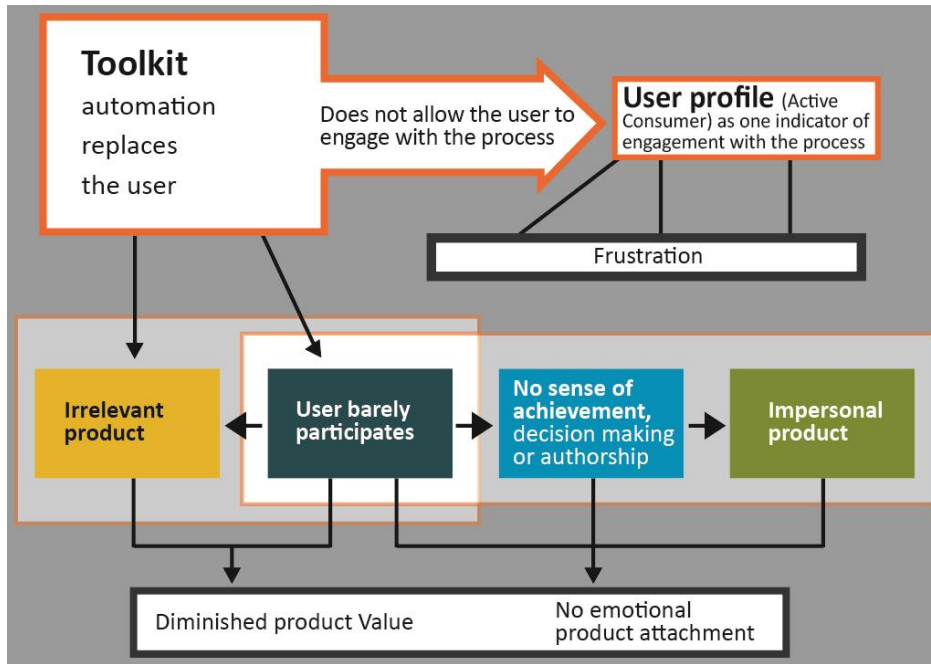 Toolkit
automation
replaces
the user
Does not allow the user to
engage with the process
User profile (Active
Consumer) as one indicator of
engagement with the process
Frustration
Irrelevant
product
User barely
participates
No sense of
achievement,
decision making
or authorship
Impersonal
product
Diminished product Value
No emotional
product attachment